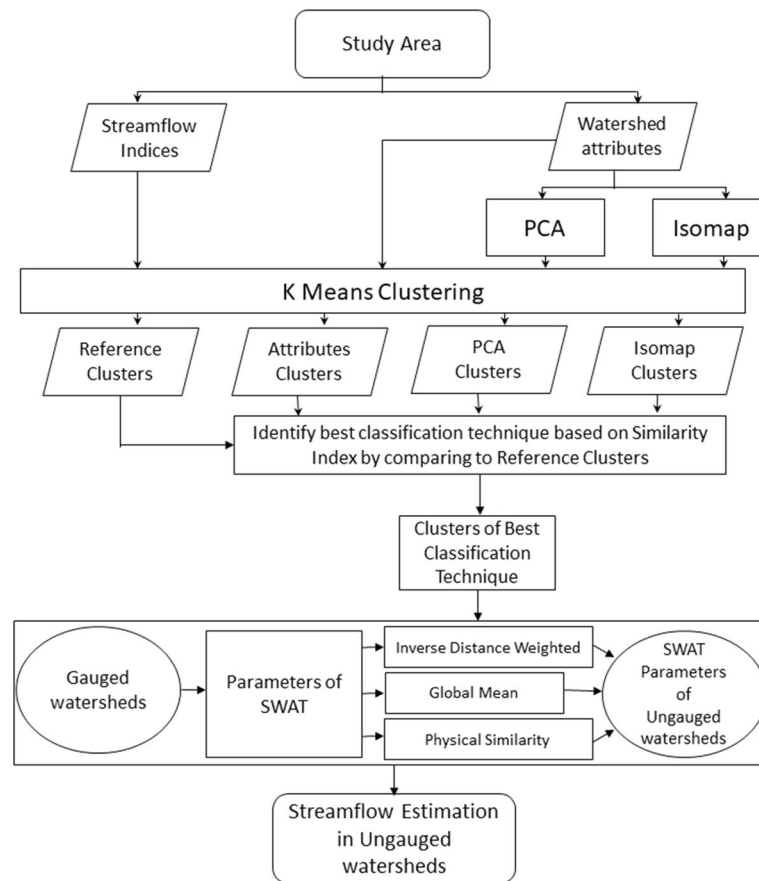 Study Area
Streamflow
Indices
Watershed
attributes
PCA
Isomap
K Means Clustering
Reference
Clusters
Attributes
Clusters
PCA
Clusters
Isomap
Clusters
Identify best classification technique based on Similarity
Index by comparing to Reference Clusters
Clusters of Best
Classification
Technique
Gauged
watersheds
Parameters of
SWAT
Inverse Distance Weighted
Global Mean
Physical Similarity
SWAT
Parameters
of
Ungauged
watersheds
Streamflow Estimation
in Ungauged
watersheds